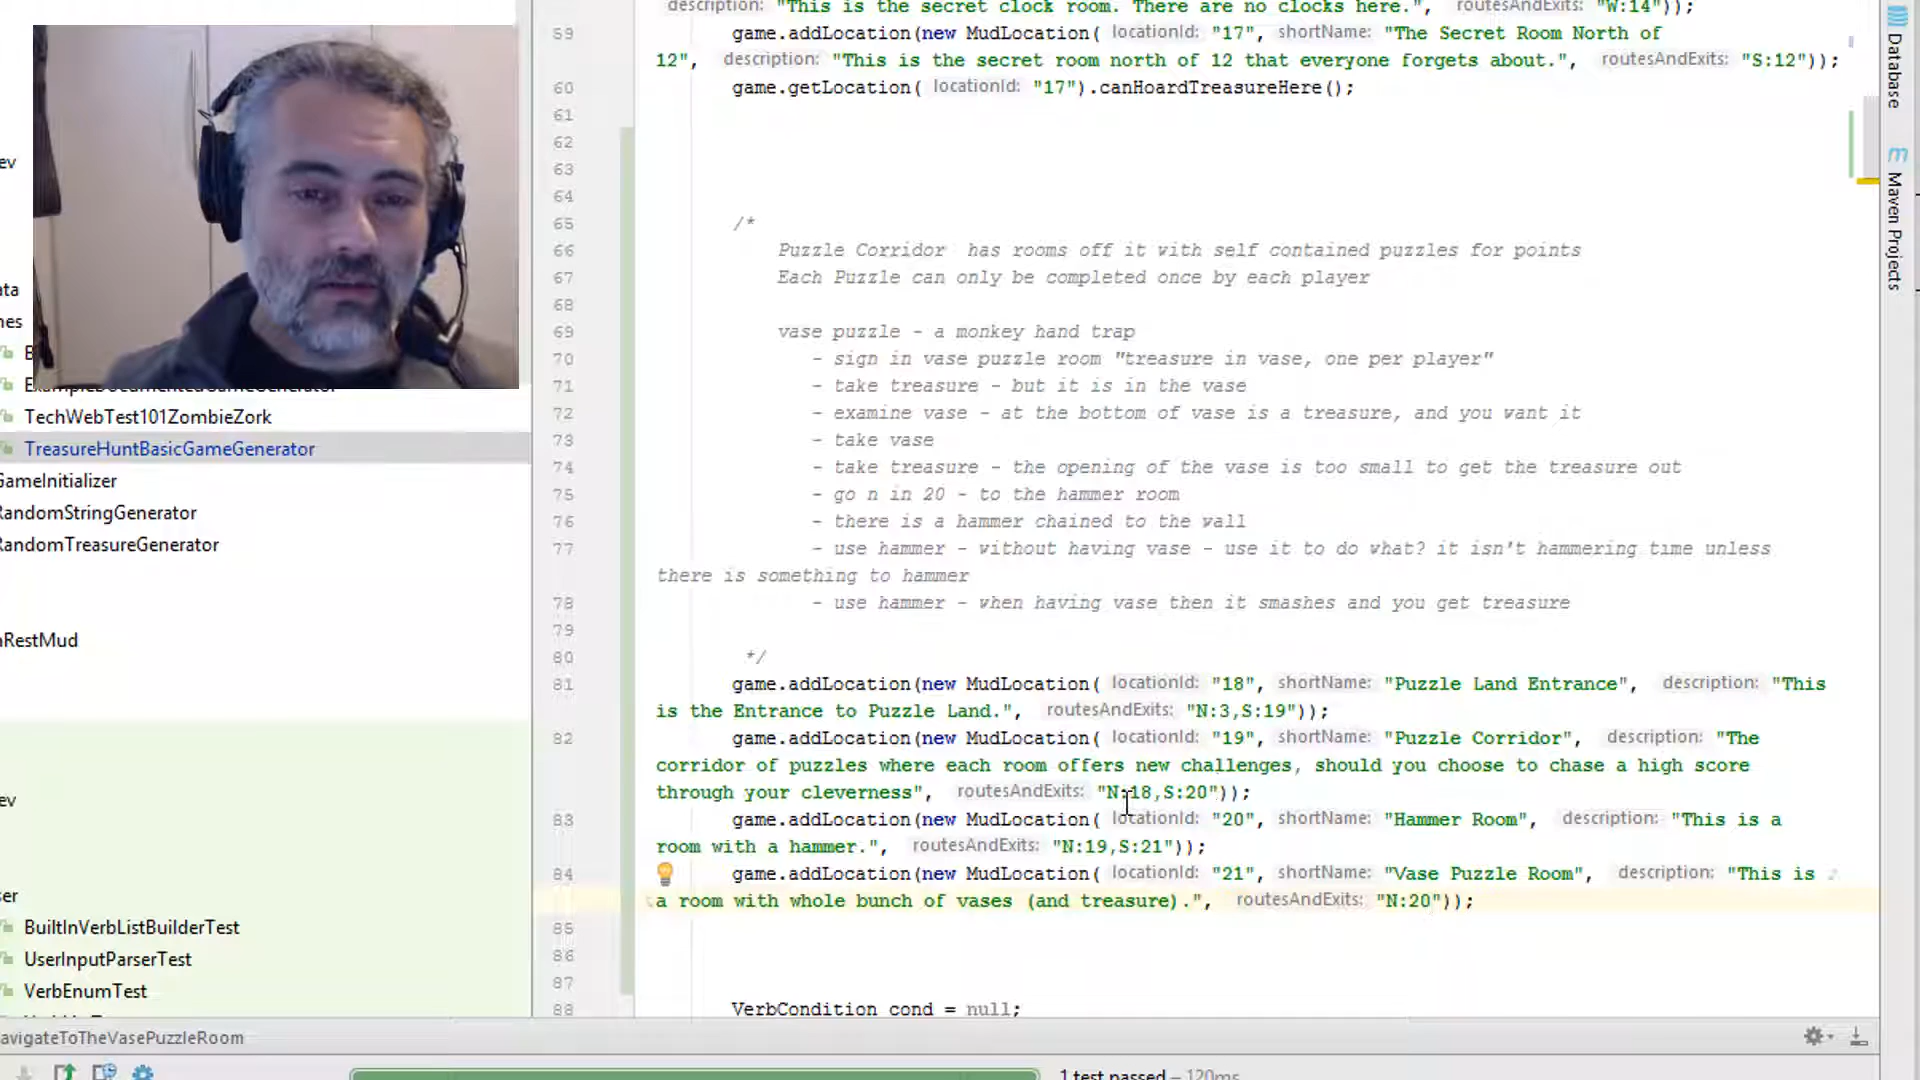 description: "This is the secret clock room. There are no clocks here.", routesAndExits: "W:14"));
59 game.addLocation(new MudLocation( locationId: "17", shortName: "The Secret Room North of
12", description: "This is the secret room north of 12 that everyone forgets about.", routesAndExits: "S:12"));
60 game.getLocation( locationId: "17").canHoardTreasureHere();
61
62
63
64
65 /*
66 Puzzle Corridor has rooms off it with self contained puzzles for points
67 Each Puzzle can only be completed once by each player
68
69 vase puzzle - a monkey hand trap
70 - sign in vase puzzle room "treasure in vase, one per player"
71 - take treasure - but it is in the vase
72 - examine vase - at the bottom of vase is a treasure, and you want it
73 - take vase
74 - take treasure - the opening of the vase is too small to get the treasure out
75 - go n in 20 - to the hammer room
76 - there is a hammer chained to the wall
77 - use hammer - without having vase - use it to do what? it isn't hammering time unless
there is something to hammer
78 - use hammer - when having vase then it smashes and you get treasure
79
80 */
81 game.addLocation(new MudLocation( locationId: "18", shortName: "Puzzle Land Entrance", description: "This
is the Entrance to Puzzle Land.", routesAndExits: "N:3,S:19"));
82 game.addLocation(new MudLocation( locationId: "19", shortName: "Puzzle Corridor", description: "The
corridor of puzzles where each room offers new challenges, should you choose to chase a high score
through your cleverness", routesAndExits: "N:18,S:20"));
83 game.addLocation(new MudLocation( locationId: "20", shortName: "Hammer Room", description: "This is a
room with a hammer.", routesAndExits: "N:19,S:21"));
84 game.addLocation(new MudLocation( locationId: "21", shortName: "Vase Puzzle Room", description: "This is
a room with whole bunch of vases (and treasure).", routesAndExits: "N:20"));
85
86
87
88 VerbCondition cond = null;
ev
ata
nes
E
TechWebTest101ZombieZork
TreasureHuntBasicGameGenerator
GameInitializer
RandomStringGenerator
RandomTreasureGenerator
nRestMud
ev
ser
BuiltInVerbListBuilderTest
UserInputParserTest
VerbEnumTest
avigateToTheVasePuzzleRoom
1 test passed – 120ms
Database
m Maven Projects